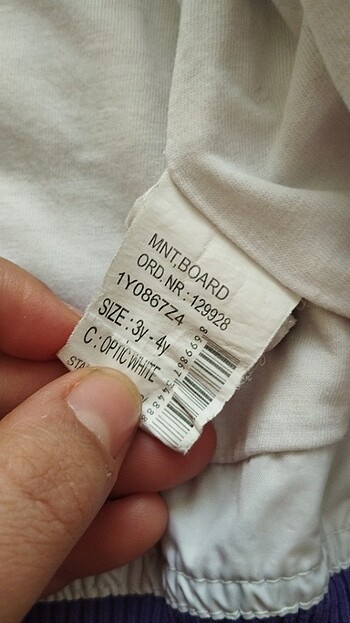 MNT,BOARD
ORD. NR.: 129928
1Y0867Z4
SIZE: 3y - 4y
C: OPTIC WHITE